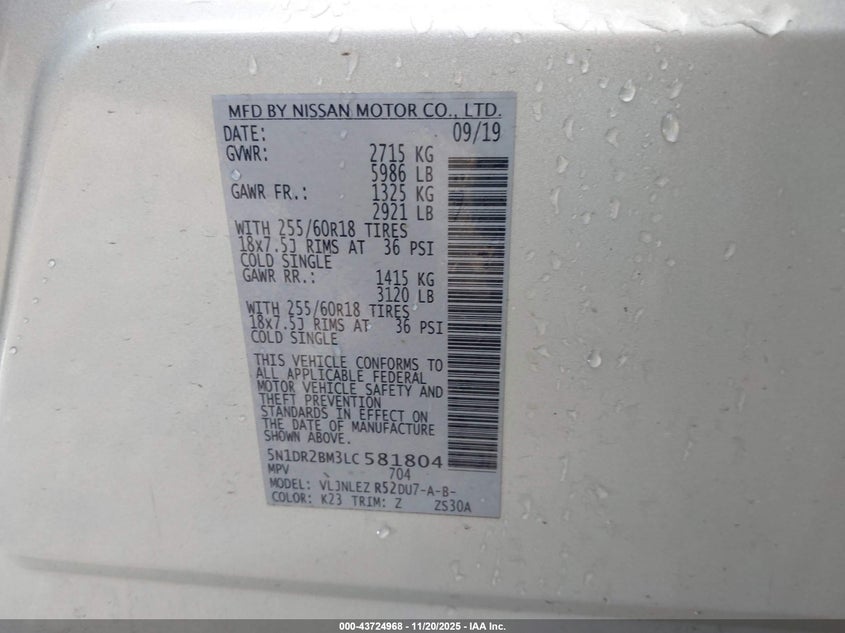 MFD BY NISSAN MOTOR CO., LTD.
DATE: 09/19
GVWR: 2715 KG
5986 LB
GAWR FR.: 1325 KG
2921 LB
WITH 255/60R18 TIRES
18x7.5J RIMS AT 36 PSI
COLD SINGLE
GAWR RR.: 1415 KG
3120 LB
WITH 255/60R18 TIRES
18x7.5J RIMS AT 36 PSI
COLD SINGLE
THIS VEHICLE CONFORMS TO
ALL APPLICABLE FEDERAL
MOTOR VEHICLE SAFETY AND
THEFT PREVENTION
STANDARDS IN EFFECT ON
THE DATE OF MANUFACTURE
SHOWN ABOVE.
5N1DR2BM3LC581804
MPV 704
MODEL: VLJNLEZ R52DU7-A-B-
COLOR: K23 TRIM: Z ZS30A
000-43724968 - 11/20/2025 - IAA Inc.